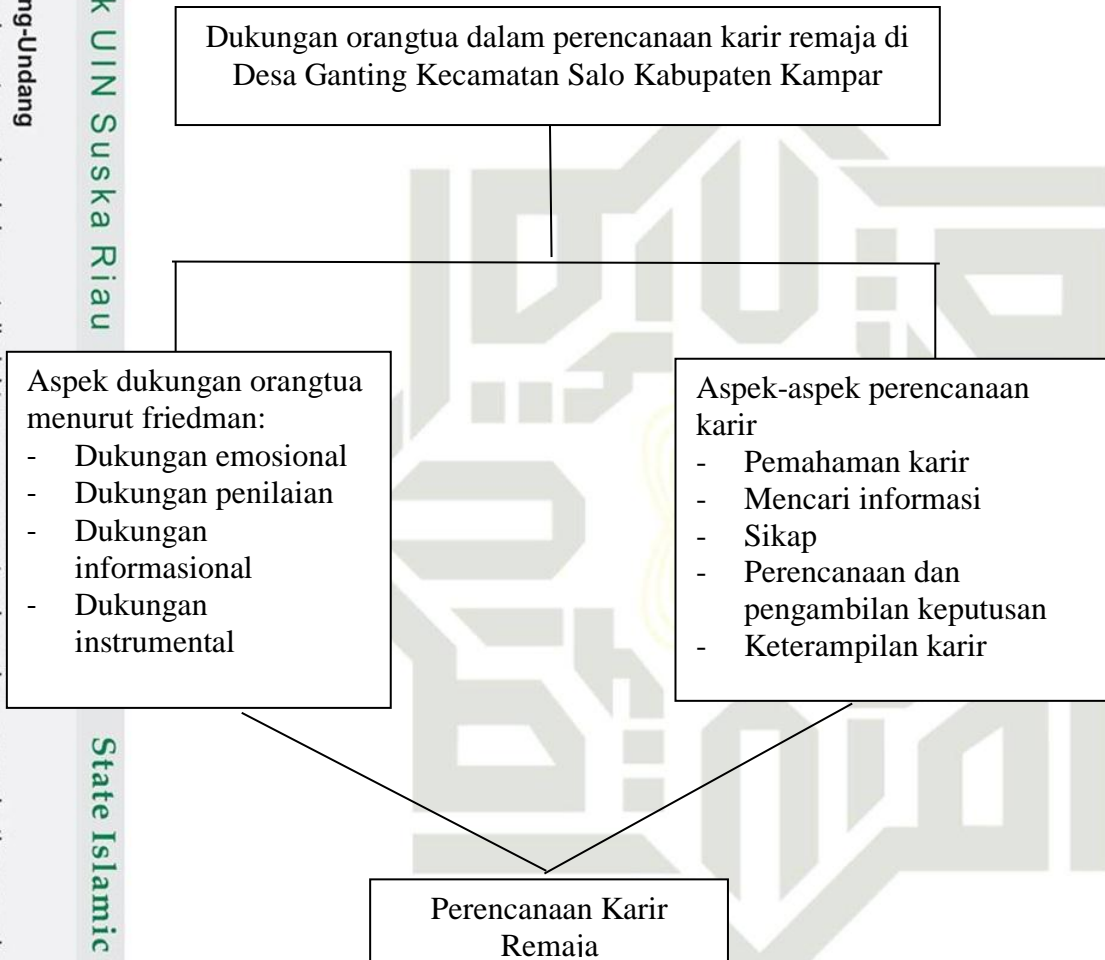 Dukungan orangtua dalam perencanaan karir remaja di
Desa Ganting Kecamatan Salo Kabupaten Kampar
Aspek dukungan orangtua
menurut friedman:
- Dukungan emosional
- Dukungan penilaian
- Dukungan
informasional
- Dukungan
instrumental
Aspek-aspek perencanaan
karir
- Pemahaman karir
- Mencari informasi
- Sikap
- Perencanaan dan
pengambilan keputusan
- Keterampilan karir
Perencanaan Karir
Remaja
ng-Undang
k UIN Suska Riau
State Islamic